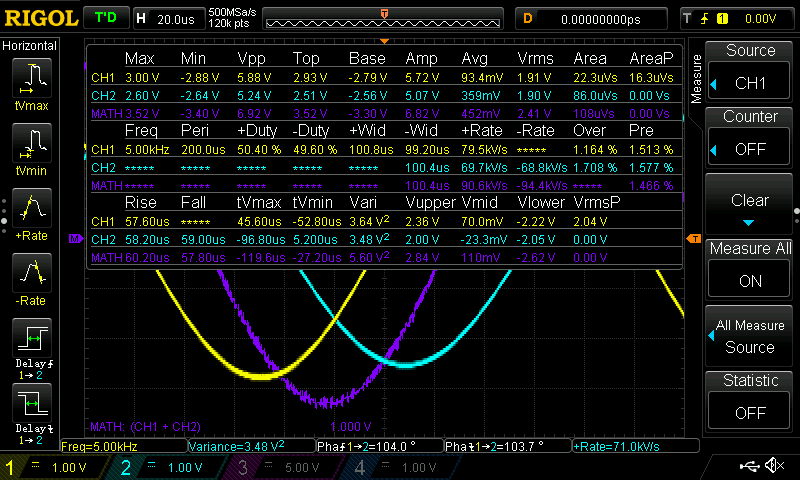 RIGOL T'D H 20.0us 500MSa/s 120k pts T D 0.00000000ps T 1 0.00V
Horizontal
tVmax
tVmin
+Rate
-Rate
Delay
1→2
Delay
1→2
Max Min Vpp Top Base Amp Avg Vrms Area AreaP
CH1 3.00 V -2.88 V 5.88 V 2.93 V -2.79 V 5.72 V 93.4mV 1.91 V 22.3uVs 16.3uVs
CH2 2.60 V -2.64 V 5.24 V 2.51 V -2.56 V 5.07 V 359mV 1.90 V 86.0uVs 0.00 Vs
MATH 3.52 V -3.40 V 6.92 V 3.52 V -3.30 V 6.82 V 452mV 2.41 V 108uVs 0.00 Vs
Freq Peri +Duty -Duty +Wid -Wid +Rate -Rate Over Pre
CH1 5.00kHz 200.0us 50.40 % 49.60 % 100.8us 99.20us 79.5kV/s ***** 1.164 % 1.513 %
CH2 ***** ***** ***** ***** ***** 100.4us 69.7kV/s -68.8kV/s 1.708 % 1.577 %
MATH ***** ***** ***** ***** ***** 100.4us 90.6kV/s -94.4kV/s ***** 1.466 %
Rise Fall tVmax tVmin Vari Vupper Vmid Vlower VrmsP
CH1 57.60us ***** 45.60us -52.80us 3.64 V² 2.36 V 70.0mV -2.22 V 2.04 V
CH2 58.20us 59.00us -96.80us 5.200us 3.48 V² 2.00 V -23.3mV -2.05 V 0.00 V
MATH 60.20us 57.80us -119.6us -27.20us 5.60 V² 2.84 V 110mV -2.62 V 0.00 V
M
T
MATH: (CH1 + CH2) 1.000 V
Freq=5.00kHz Variance=3.48 V² Pha1→2=104.0 ° Pha1→2=103.7 ° +Rate=71.0kV/s
1 = 1.00 V 2 = 1.00 V 3 = 5.00 V 4 = 1.00 V
Measure
Source
CH1
Counter
OFF
Clear
Measure All
ON
All Measure
Source
Statistic
OFF